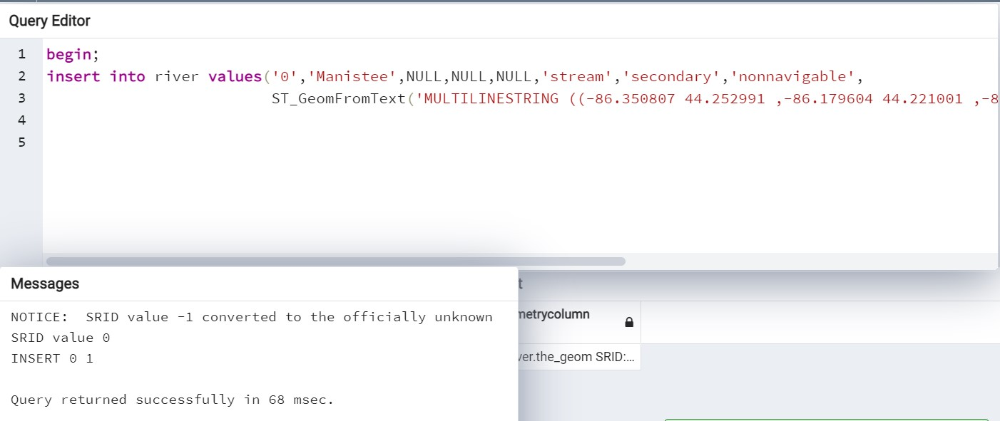 Query Editor
1 begin;
2 insert into river values('0','Manistee',NULL,NULL,NULL,'stream','secondary','nonnavigable',
3 ST_GeomFromText('MULTILINESTRING ((-86.350807 44.252991 ,-86.179604 44.221001 ,-8
4
5
Messages
t
NOTICE:  SRID value -1 converted to the officially unknown
metrycolumn
SRID value 0
INSERT 0 1
ver.the_geom SRID:...
Query returned successfully in 68 msec.